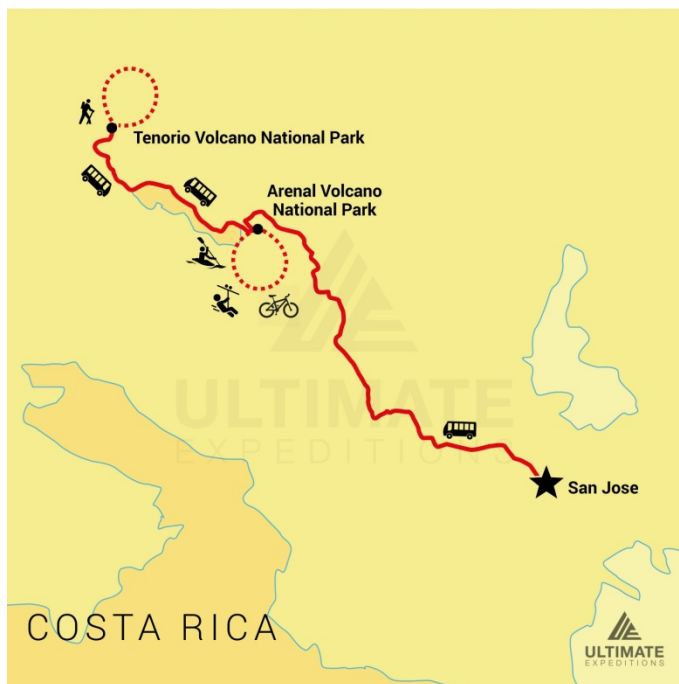 Tenorio Volcano National Park
Arenal Volcano
National Park
ULTIMATE
EXPEDITIONS
San Jose
COSTA RICA
ULTIMATE
EXPEDITIONS